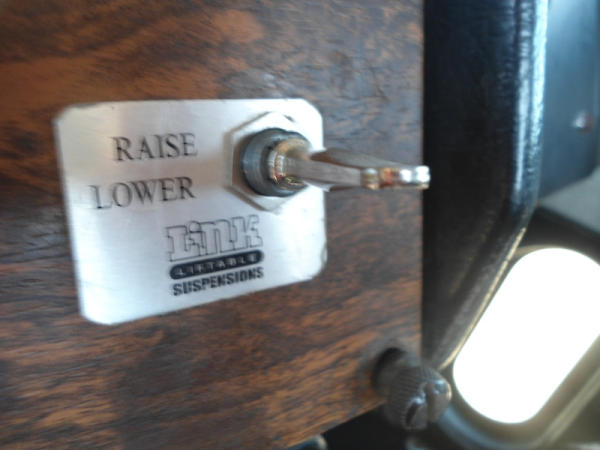 RAISE
LOWER
Link
LIFTABLE
SUSPENSIONS